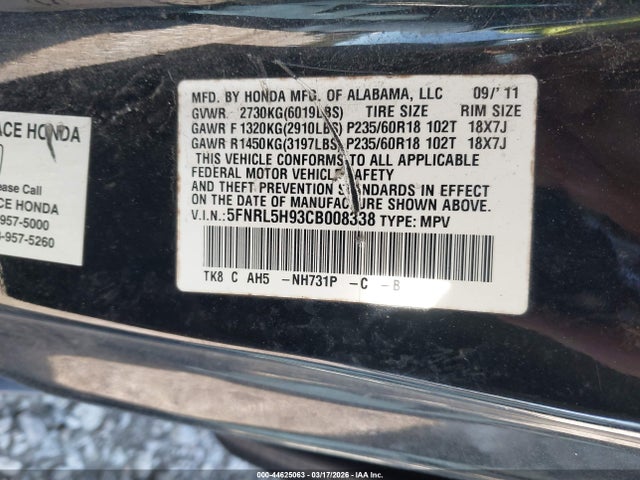 MFD. BY HONDA MFG. OF ALABAMA, LLC 09/'11
GVWR. 2730KG(6019LBS) TIRE SIZE RIM SIZE
GAWR F 1320KG(2910LBS) P235/60R18 102T 18X7J
GAWR R1450KG(3197LBS) P235/60R18 102T 18X7J
THIS VEHICLE CONFORMS TO ALL APPLICABLE
FEDERAL MOTOR VEHICLE SAFETY
AND THEFT PREVENTION STANDARDS IN EFFECT
ON THE DATE OF MANUFACTURE SHOWN ABOVE.
V.I.N.:5FNRL5H93CB008338 TYPE: MPV
TK8 C AH5 -NH731P -C -B
ACE HONDA
ease Call
CE HONDA
957-5000
-957-5260
000-44625063 - 03/17/2026 - IAA Inc.